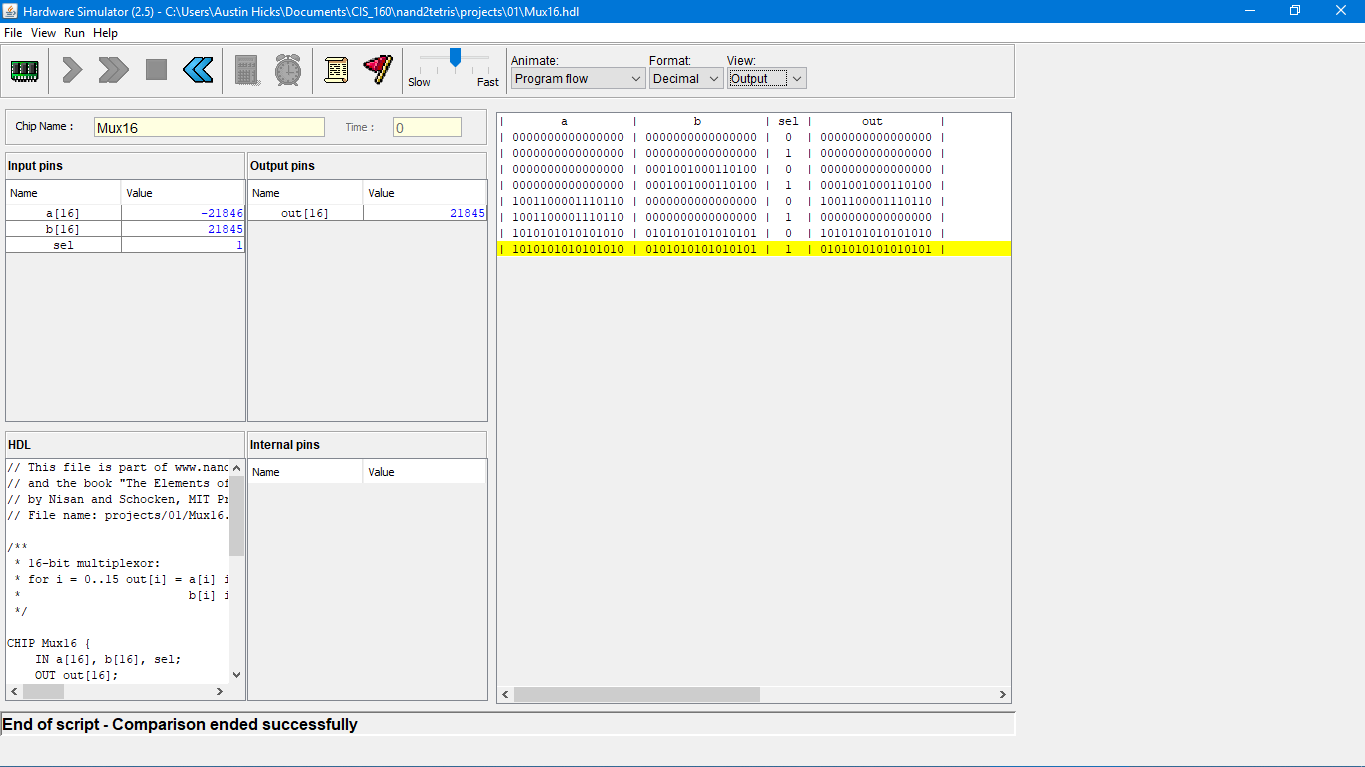 Hardware Simulator (2.5) - C:\Users\Austin Hicks\Documents\CIS_160\nand2tetris\projects\01\Mux16.hdl
File View Run Help
Slow Fast
Animate: Format: View:
Program flow Decimal Output
Chip Name : Mux16 Time : 0
Input pins
Name Value
a[16] -21846
b[16] 21845
sel 1
Output pins
Name Value
out[16] 21845
HDL
// This file is part of www.nand
// and the book "The Elements of
// by Nisan and Schocken, MIT Pr
// File name: projects/01/Mux16.
/**
* 16-bit multiplexor:
* for i = 0..15 out[i] = a[i] i
* b[i] i
*/
CHIP Mux16 {
IN a[16], b[16], sel;
OUT out[16];
Internal pins
Name Value
| a | b | sel | out |
| 0000000000000000 | 0000000000000000 | 0 | 0000000000000000 |
| 0000000000000000 | 0000000000000000 | 1 | 0000000000000000 |
| 0000000000000000 | 0001001000110100 | 0 | 0000000000000000 |
| 0000000000000000 | 0001001000110100 | 1 | 0001001000110100 |
| 1001100001110110 | 0000000000000000 | 0 | 1001100001110110 |
| 1001100001110110 | 0000000000000000 | 1 | 0000000000000000 |
| 1010101010101010 | 0101010101010101 | 0 | 1010101010101010 |
| 1010101010101010 | 0101010101010101 | 1 | 0101010101010101 |
End of script - Comparison ended successfully